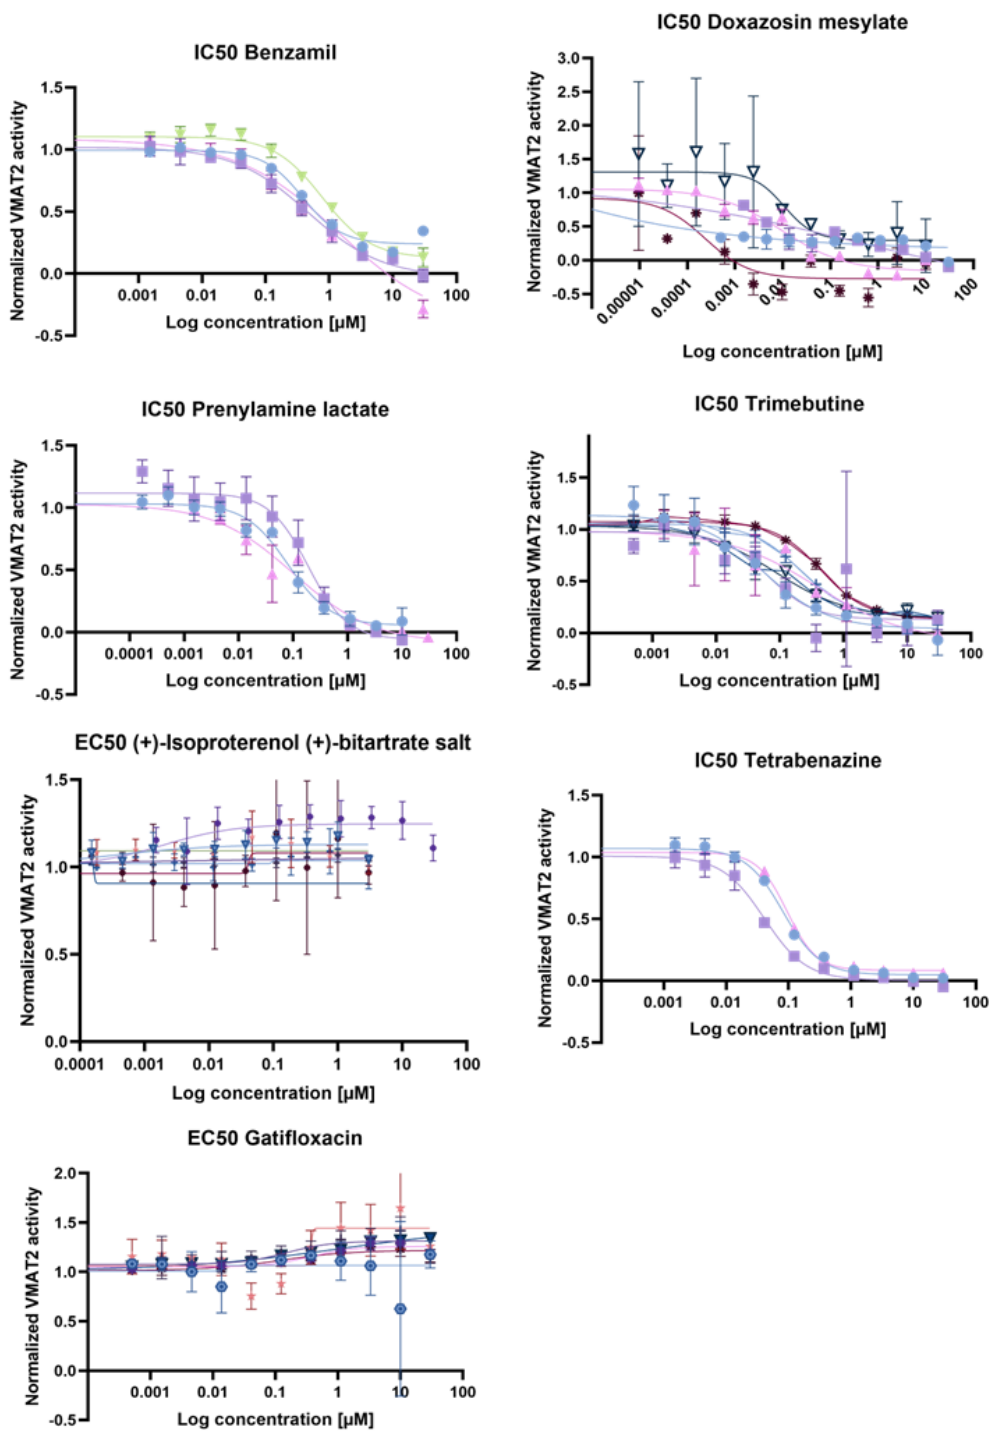 IC50 Benzamil
Normalized VMAT2 activity
1.5
1.0
0.5
0.0
-0.5
0.001 0.01 0.1 1 10 100
Log concentration [µM]
IC50 Doxazosin mesylate
Normalized VMAT2 activity
3.0
2.5
2.0
1.5
1.0
0.5
0.0
-0.5
0.00001 0.0001 0.001 0.01 0.1 1 10 100
Log concentration [µM]
IC50 Prenylamine lactate
Normalized VMAT2 activity
1.5
1.0
0.5
0.0
-0.5
0.0001 0.001 0.01 0.1 1 10 100
Log concentration [µM]
IC50 Trimebutine
Normalized VMAT2 activity
1.5
1.0
0.5
0.0
-0.5
0.001 0.01 0.1 1 10 100
Log concentration [µM]
EC50 (+)-Isoproterenol (+)-bitartrate salt
Normalized VMAT2 activity
1.5
1.0
0.5
0.0
0.0001 0.001 0.01 0.1 1 10 100
Log concentration [µM]
IC50 Tetrabenazine
Normalized VMAT2 activity
1.5
1.0
0.5
0.0
-0.5
0.001 0.01 0.1 1 10 100
Log concentration [µM]
EC50 Gatifloxacin
Normalized VMAT2 activity
2.0
1.5
1.0
0.5
0.0
-0.5
0.001 0.01 0.1 1 10 100
Log concentration [µM]